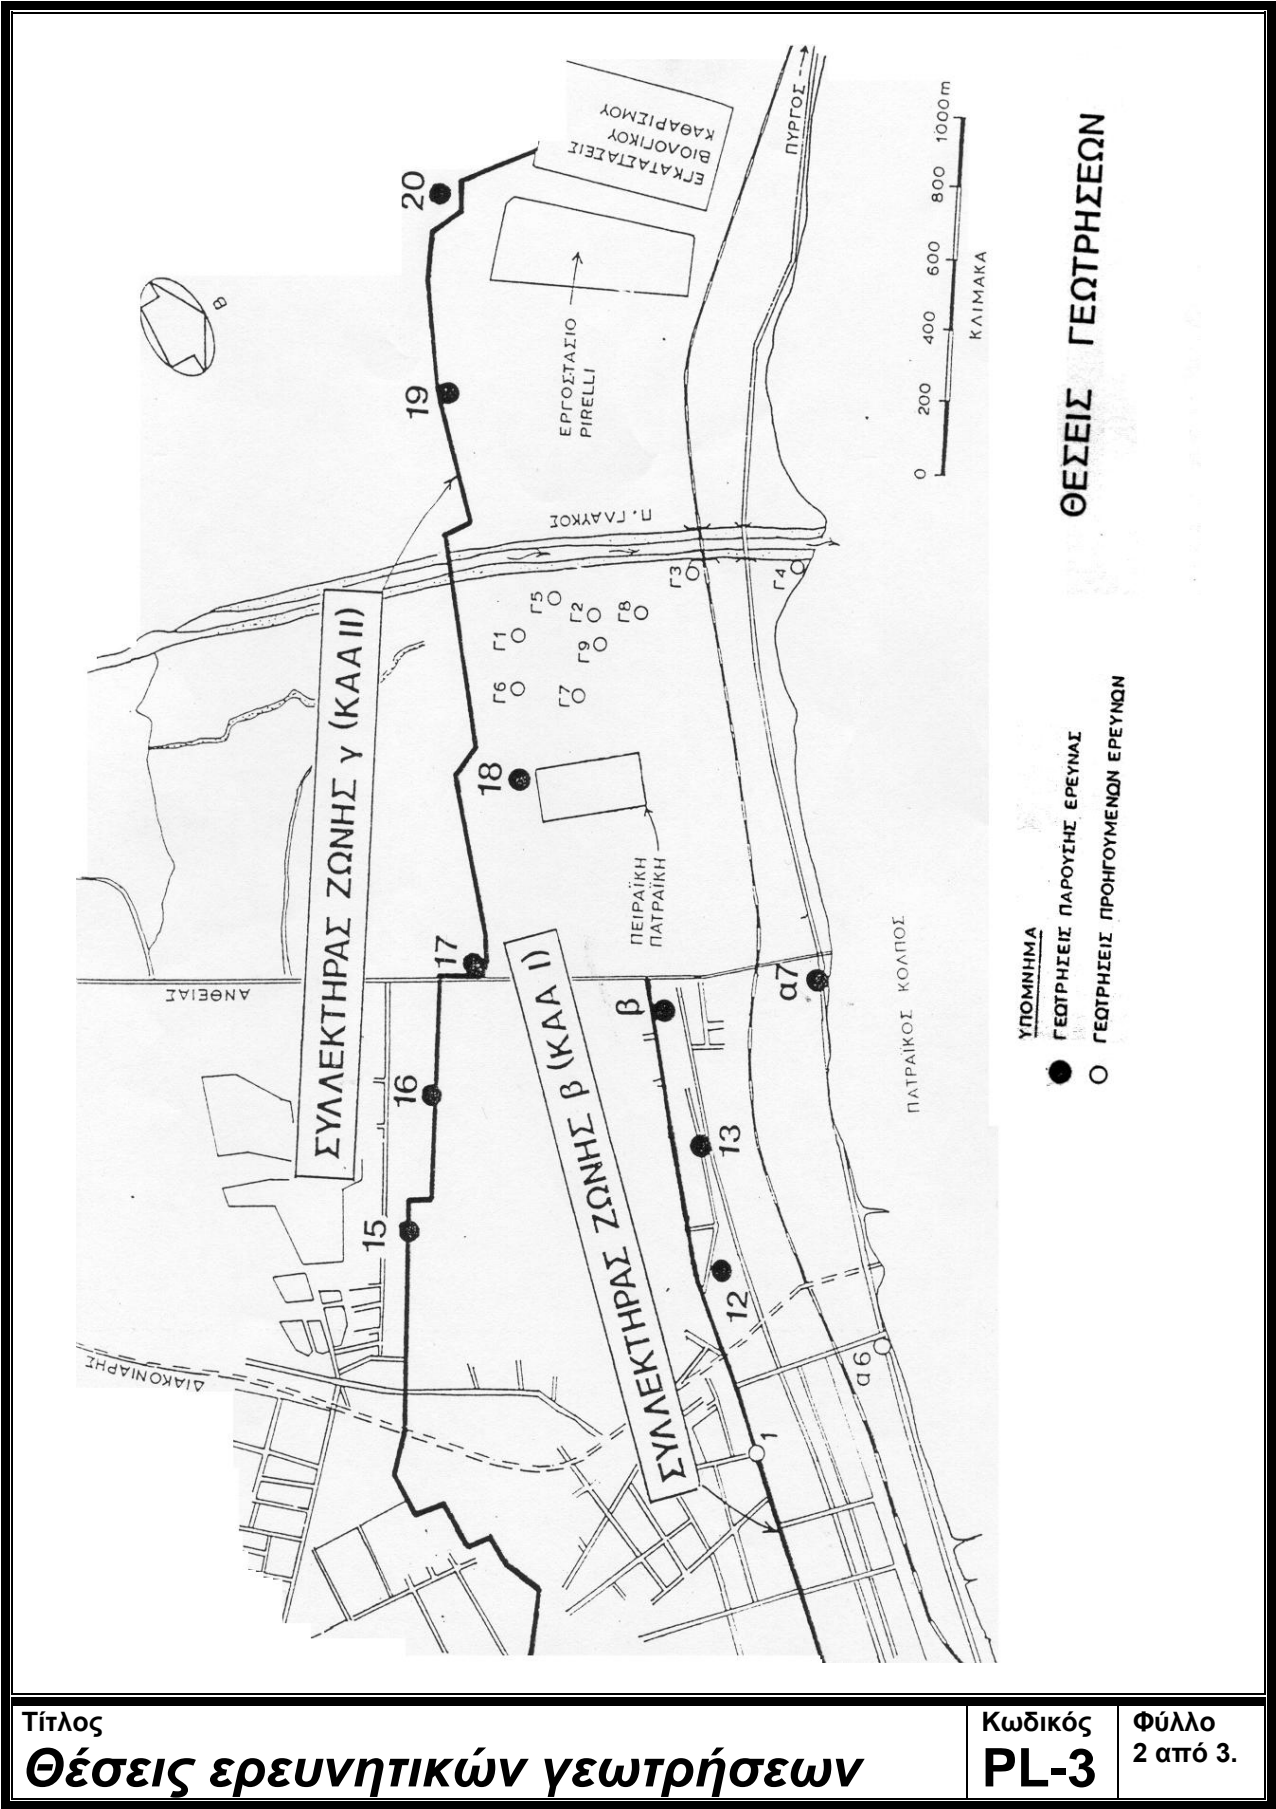 ΣΥΛΛΕΚΤΗΡΑΣ ΖΩΝΗΣ γ (ΚΑΑ ΙΙ)
ΣΥΛΛΕΚΤΗΡΑΣ ΖΩΝΗΣ β (ΚΑΑ Ι)
ΔΙΑΚΟΝΙΑΡΗΣ
ΑΝΘΕΙΑΣ
Π. ΓΛΑΥΚΟΣ
Β
15
16
17
18
19
20
1
12
13
β
α6
α7
Γ1
Γ2
Γ3
Γ4
Γ5
Γ6
Γ7
Γ8
Γ9
ΠΕΙΡΑΪΚΗ
ΠΑΤΡΑΪΚΗ
ΕΡΓΟΣΤΑΣΙΟ
PIRELLI
ΕΓΚΑΤΑΣΤΑΣΕΙΣ
ΒΙΟΛΟΓΙΚΟΥ
ΚΑΘΑΡΙΣΜΟΥ
ΠΥΡΓΟΣ
ΠΑΤΡΑΪΚΟΣ ΚΟΛΠΟΣ
0 200 400 600 800 1000m
ΚΛΙΜΑΚΑ
ΥΠΟΜΝΗΜΑ
ΓΕΩΤΡΗΣΕΙΣ ΠΑΡΟΥΣΗΣ ΕΡΕΥΝΑΣ
ΓΕΩΤΡΗΣΕΙΣ ΠΡΟΗΓΟΥΜΕΝΩΝ ΕΡΕΥΝΩΝ
ΘΕΣΕΙΣ ΓΕΩΤΡΗΣΕΩΝ
Τίτλος
Θέσεις ερευνητικών γεωτρήσεων
Κωδικός
PL-3
Φύλλο
2 από 3.